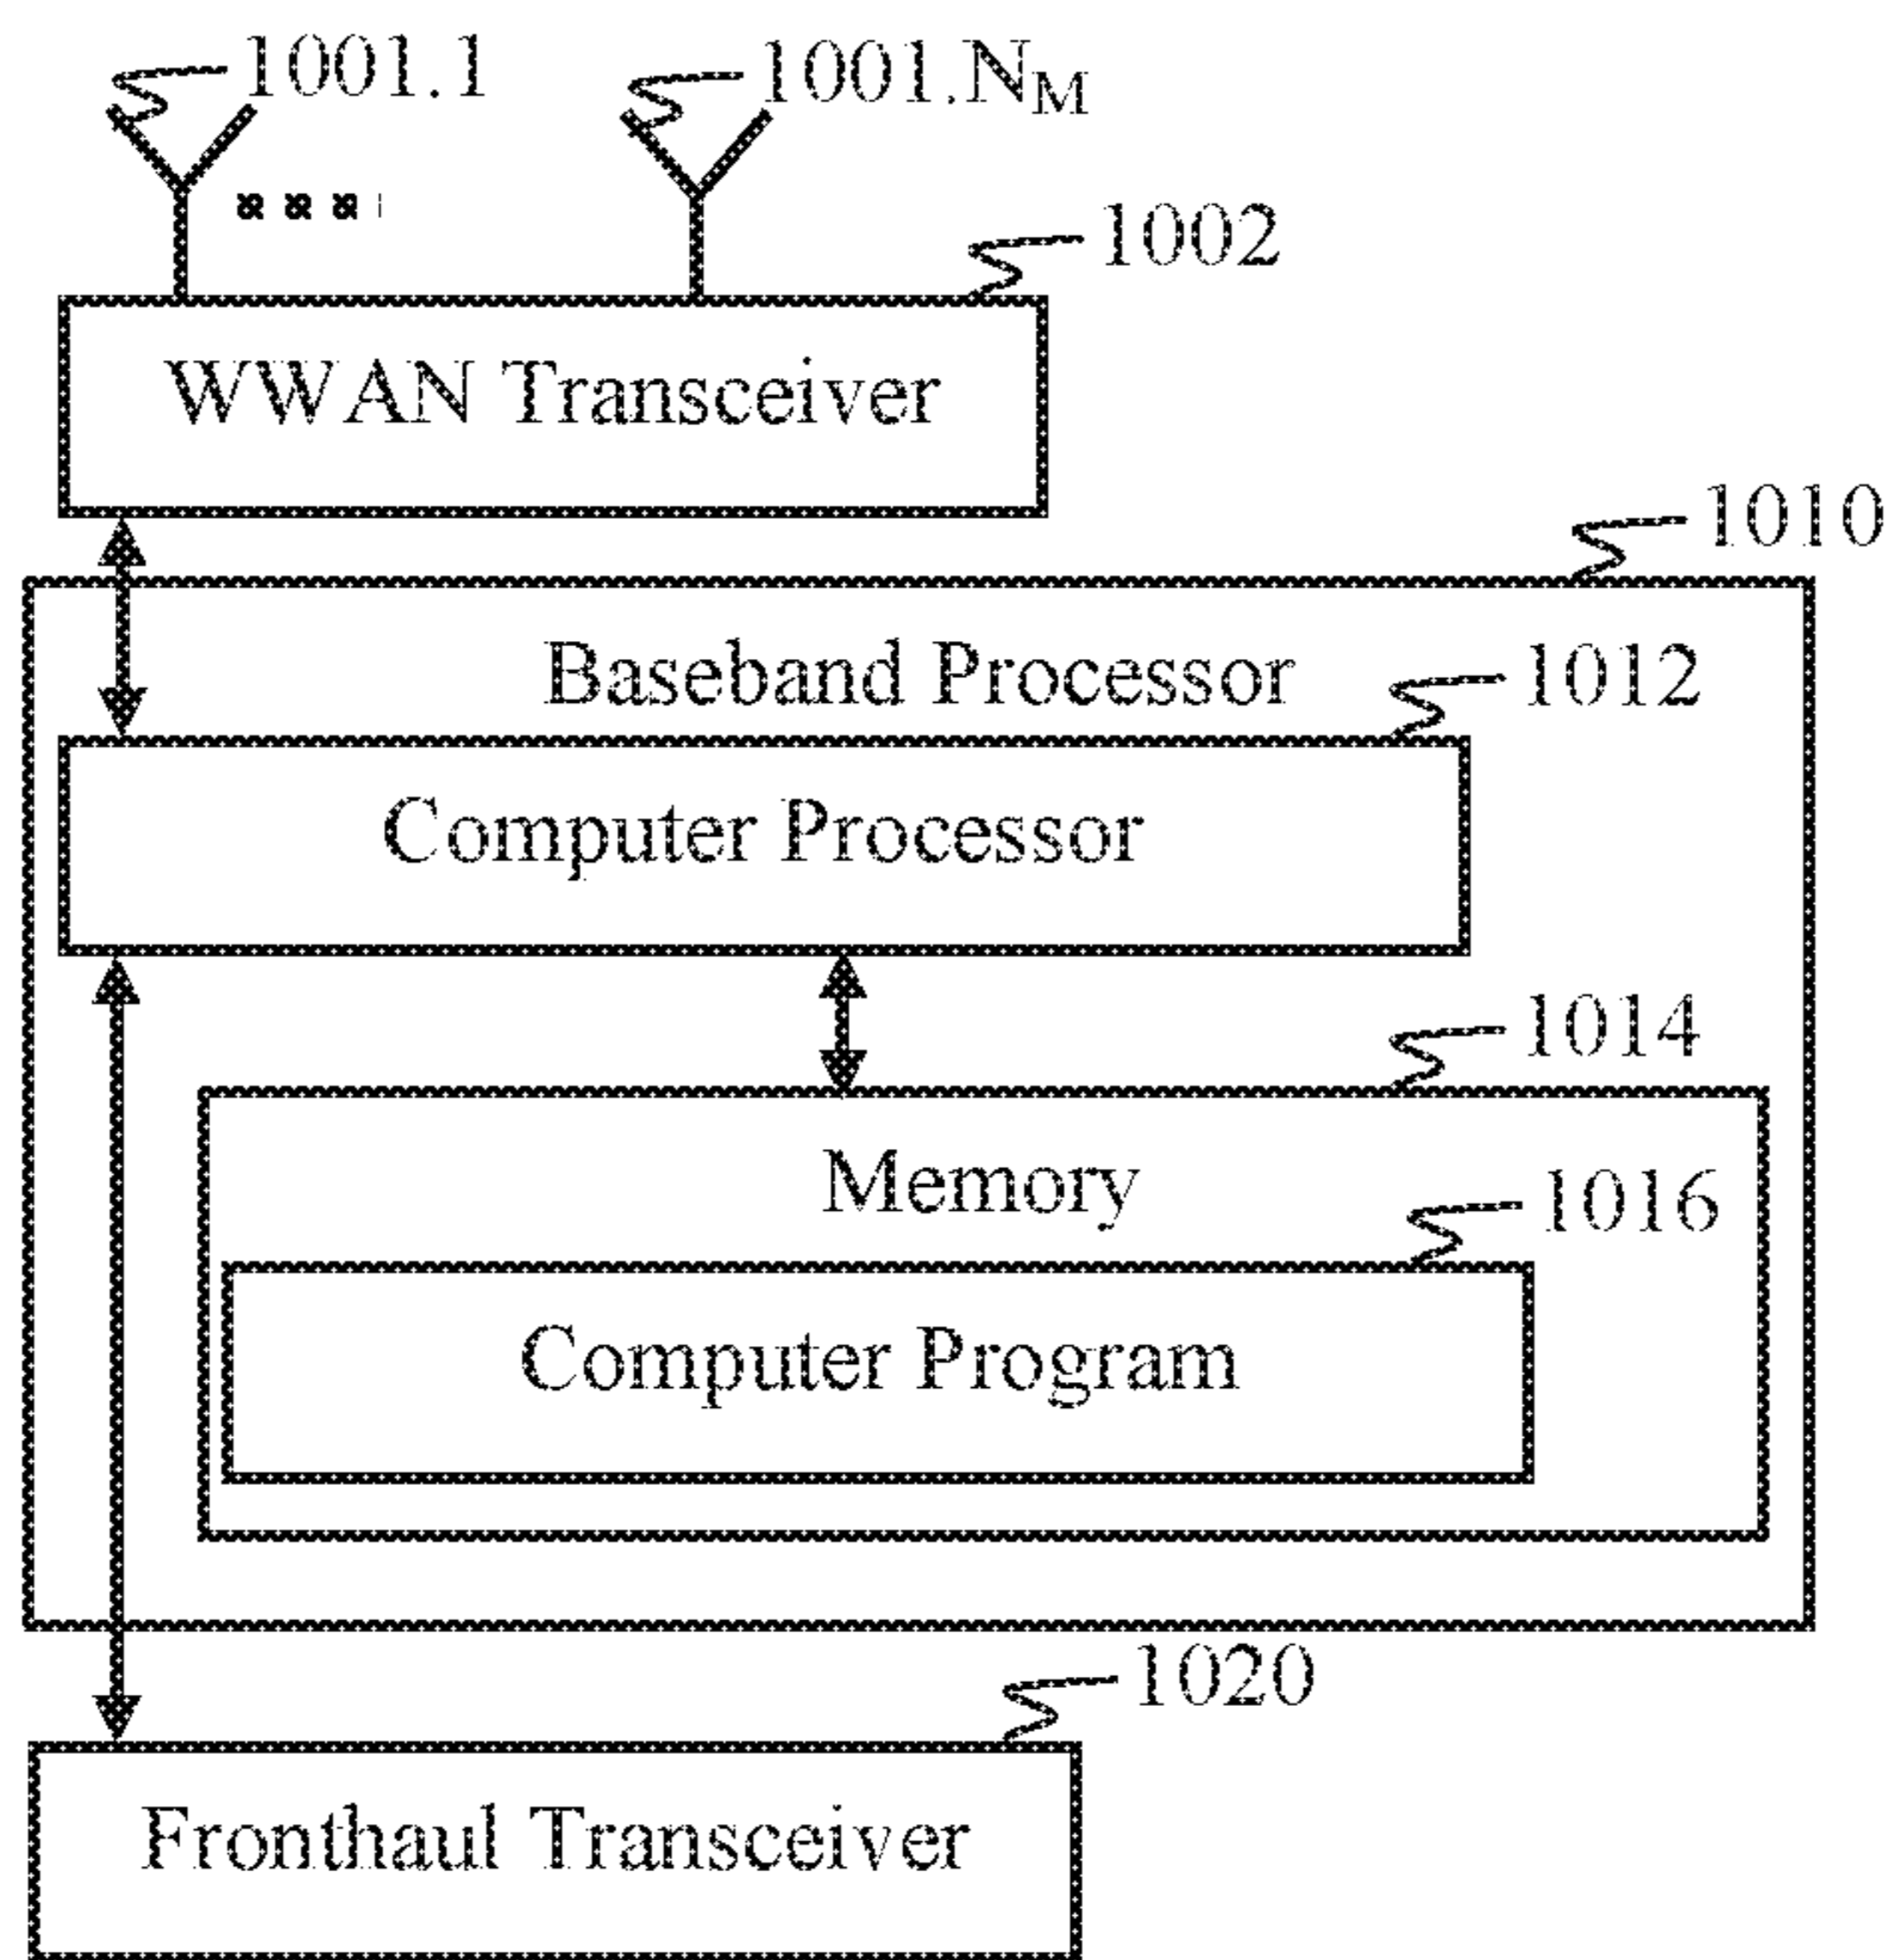 1001.1
1001.NM
1002
WWAN Transceiver
1010
Baseband Processor
1012
Computer Processor
1014
Memory
1016
Computer Program
1020
Fronthaul Transceiver